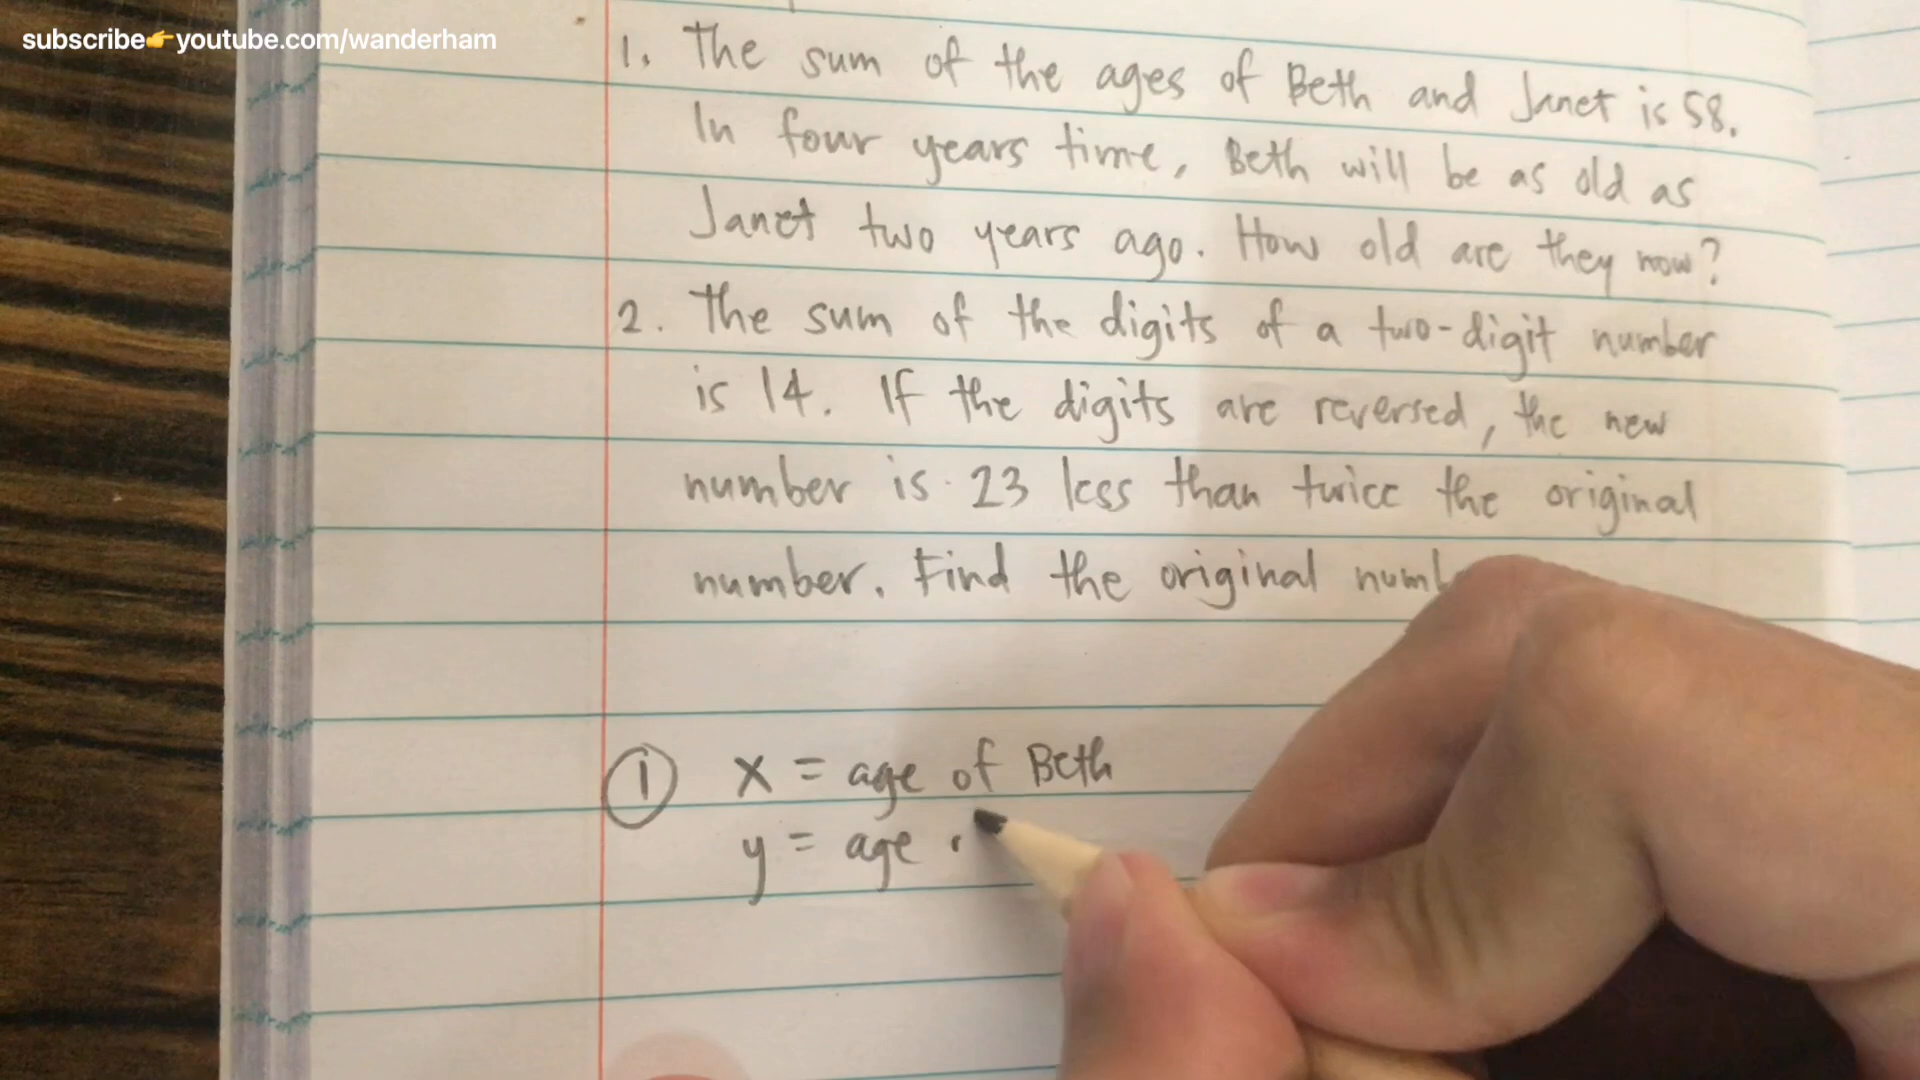 subscribe👉youtube.com/wanderham
1. The sum of the ages of Beth and Janet is 58.
In four years time, Beth will be as old as
Janet two years ago. How old are they now?
2. The sum of the digits of a two-digit number
is 14. If the digits are reversed, the new
number is 23 less than twice the original
number. Find the original
① x = age of Beth
y = age